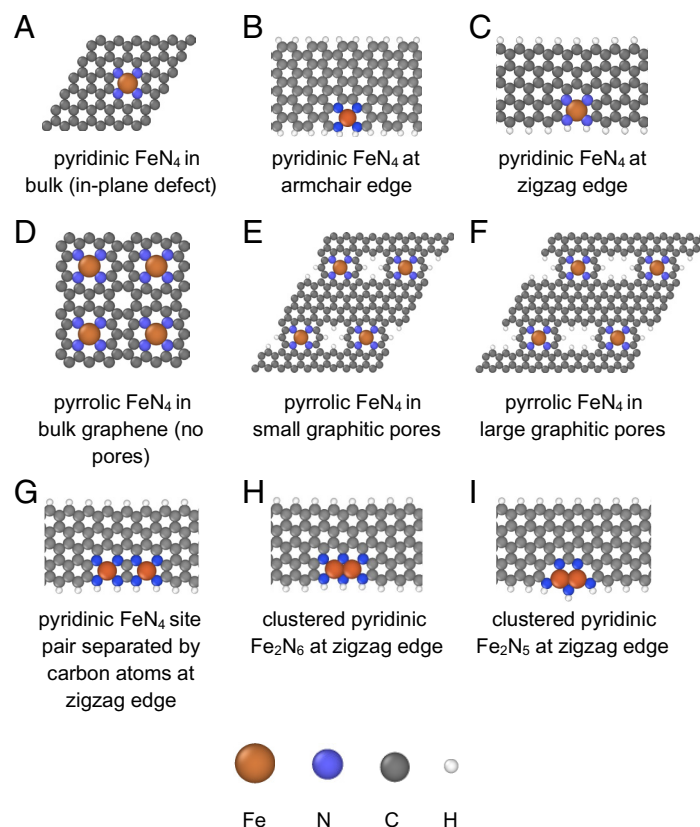 A
B
C
pyridinic FeN₄ in
bulk (in-plane defect)
pyridinic FeN₄ at
armchair edge
pyridinic FeN₄ at
zigzag edge
D
E
F
pyrrolic FeN₄ in
bulk graphene (no
pores)
pyrrolic FeN₄ in
small graphitic pores
pyrrolic FeN₄ in
large graphitic pores
G
H
I
pyridinic FeN₄ site
pair separated by
carbon atoms at
zigzag edge
clustered pyridinic
Fe₂N₆ at zigzag edge
clustered pyridinic
Fe₂N₅ at zigzag edge
Fe
N
C
H